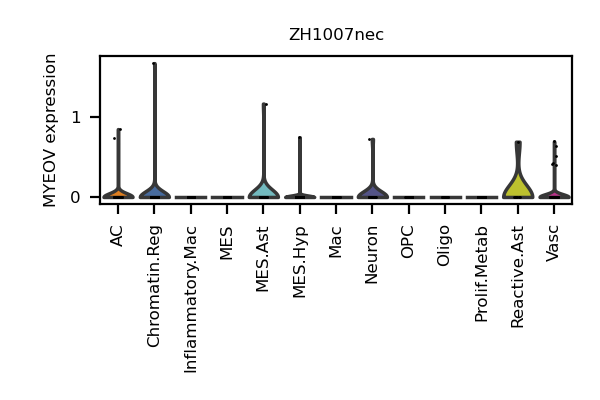 ZH1007nec
MYEOV expression
1
0
AC
Chromatin.Reg
Inflammatory.Mac
MES
MES.Ast
MES.Hyp
Mac
Neuron
OPC
Oligo
Prolif.Metab
Reactive.Ast
Vasc